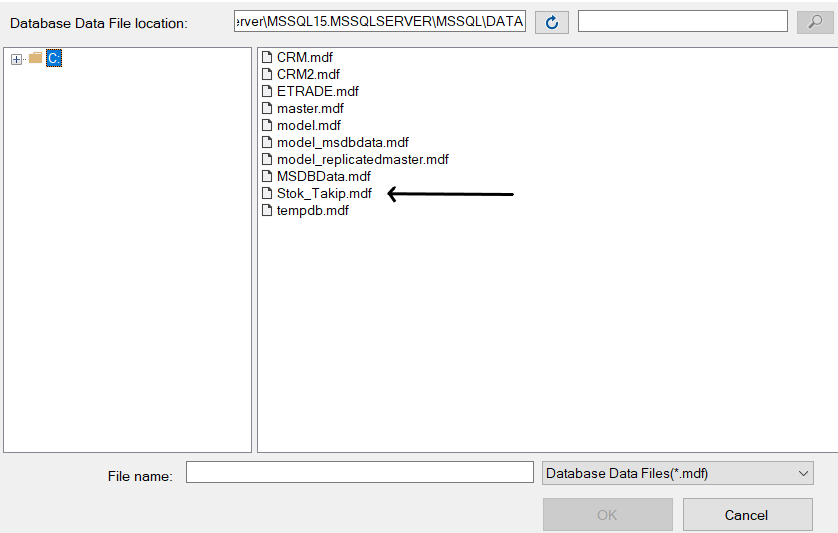 Database Data File location:
erver\MSSQL15.MSSQLSERVER\MSSQL\DATA
C:
CRM.mdf
CRM2.mdf
ETRADE.mdf
master.mdf
model.mdf
model_msdbdata.mdf
model_replicatedmaster.mdf
MSDBData.mdf
Stok_Takip.mdf
tempdb.mdf
File name:
Database Data Files(*.mdf)
OK
Cancel